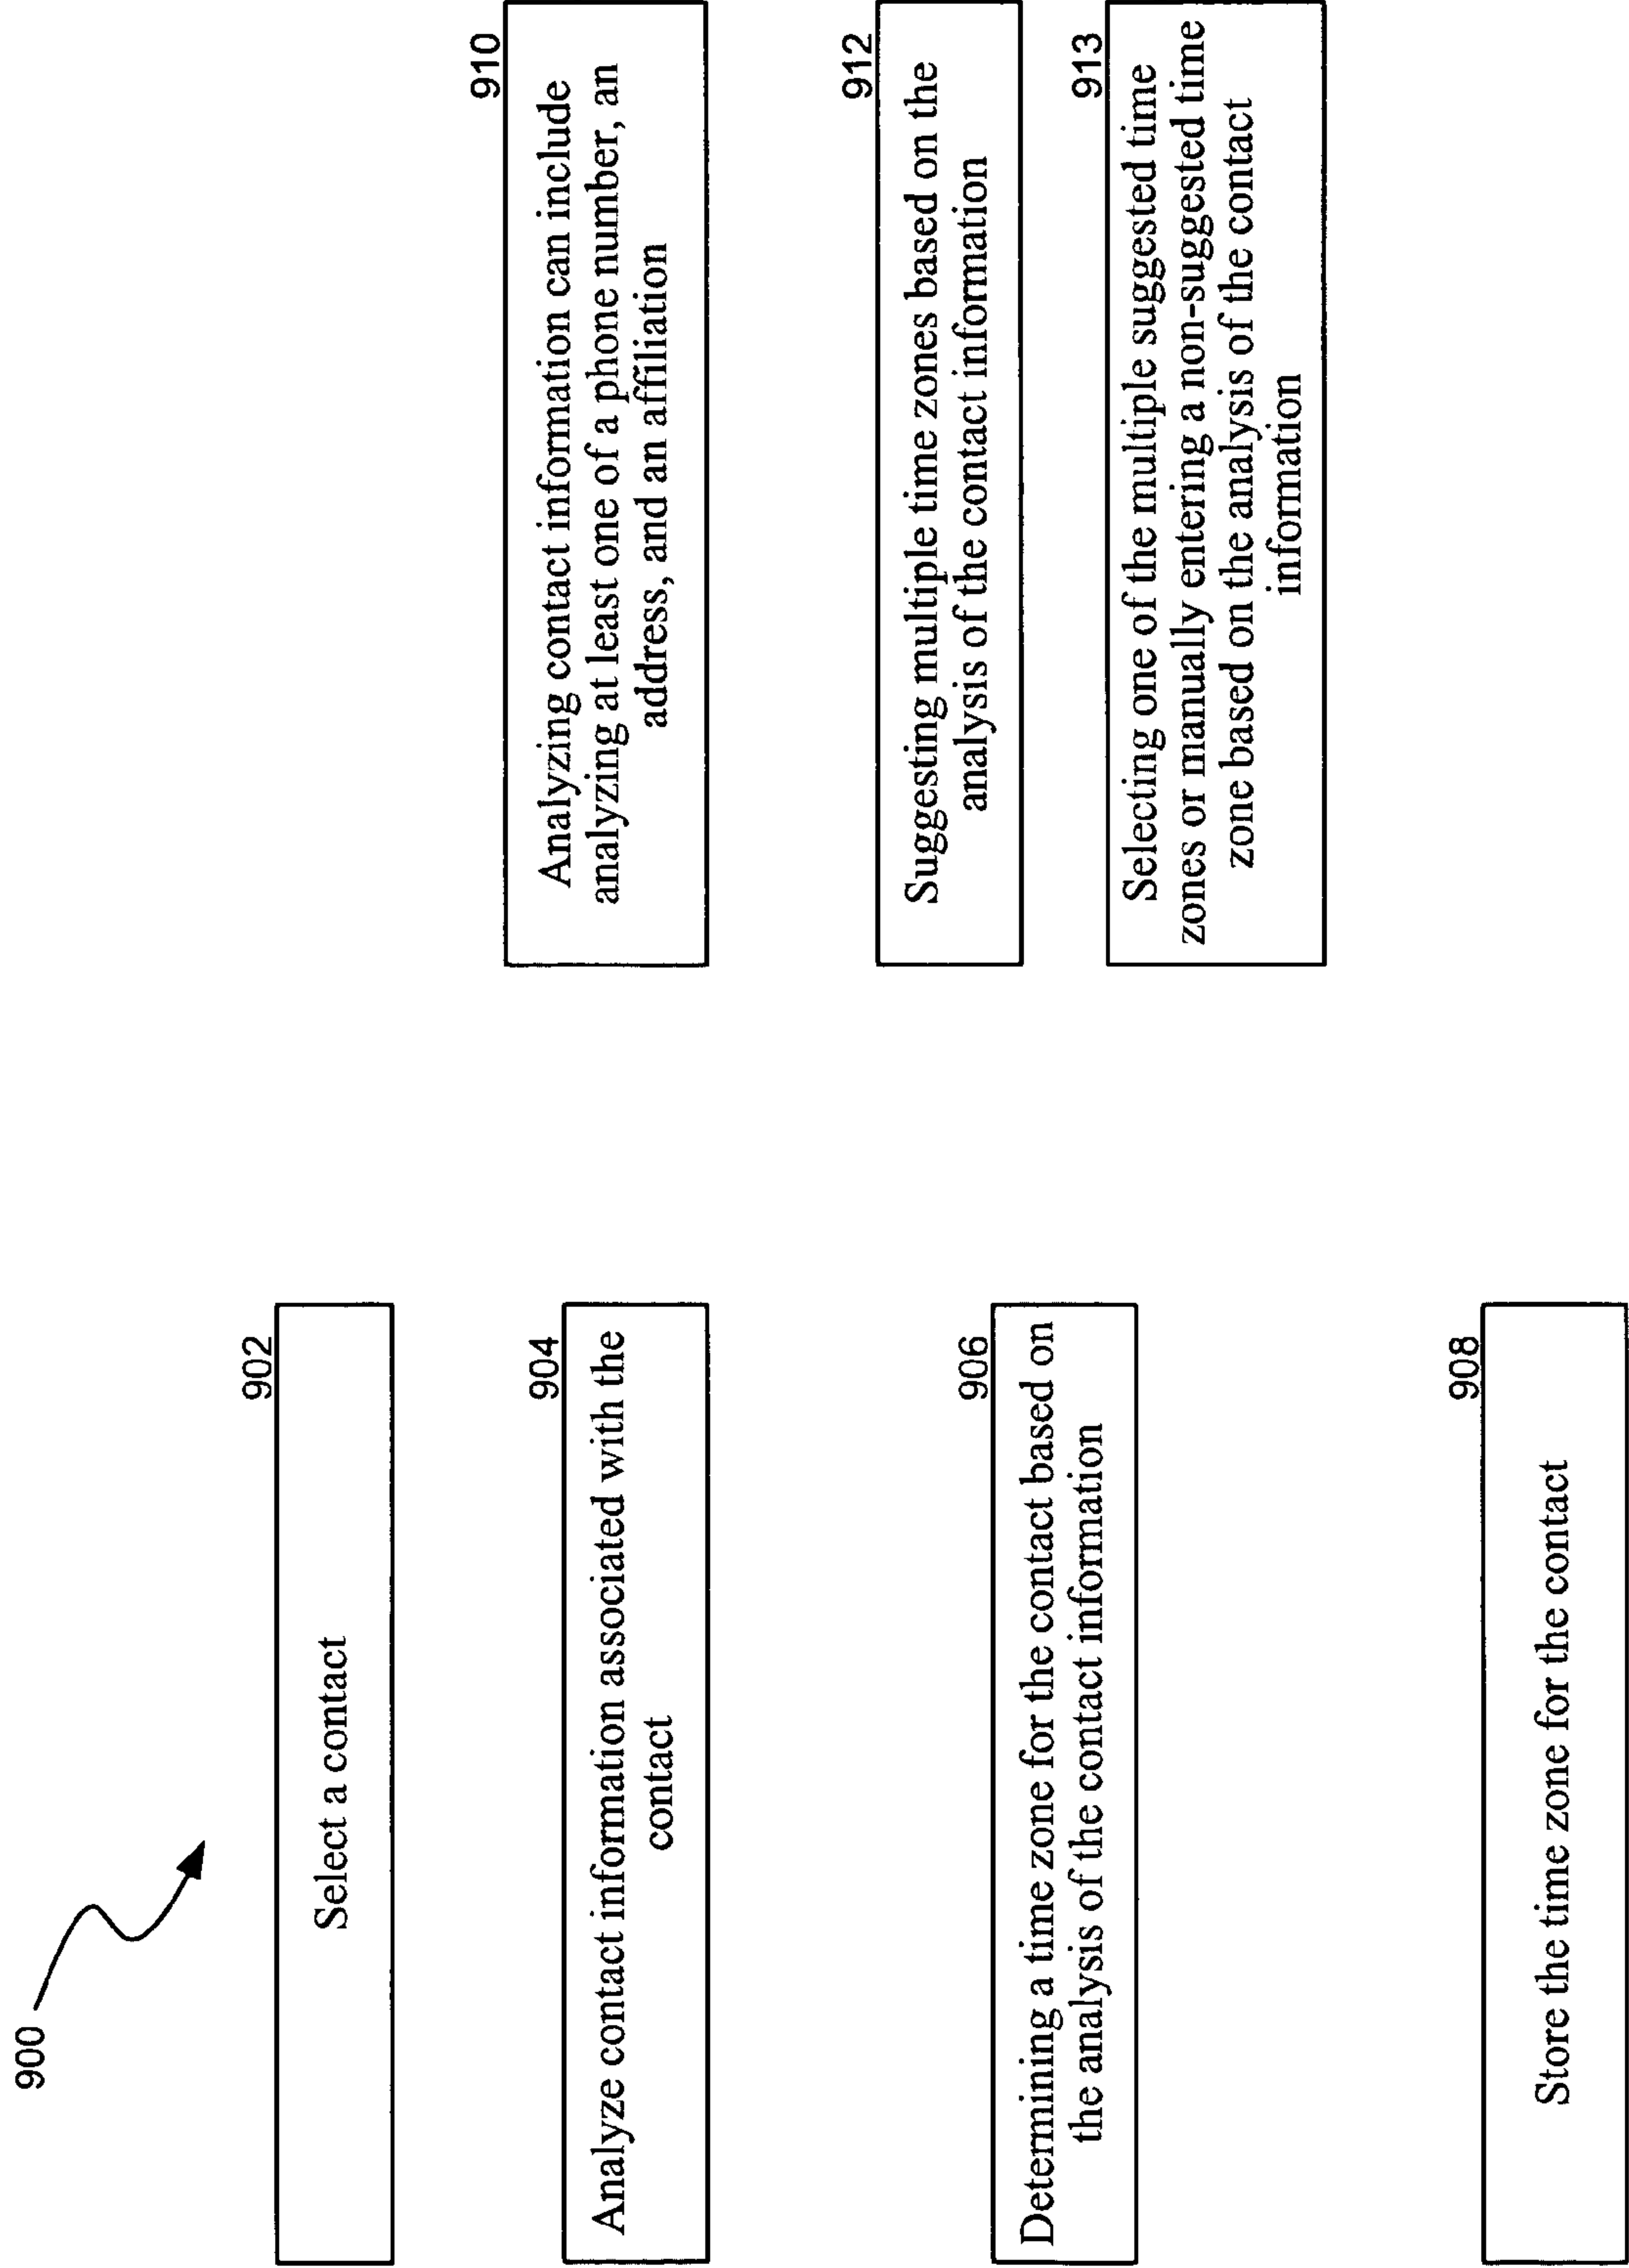 900
902
Select a contact
904
Analyze contact information associated with the
contact
906
Determining a time zone for the contact based on
the analysis of the contact information
908
Store the time zone for the contact
910
Analyzing contact information can include
analyzing at least one of a phone number, an
address, and an affiliation
912
Suggesting multiple time zones based on the
analysis of the contact information
913
Selecting one of the multiple suggested time
zones or manually entering a non-suggested time
zone based on the analysis of the contact
information